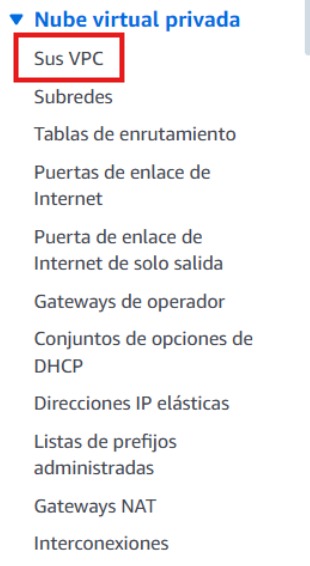 Nube virtual privada
Sus VPC
Subredes
Tablas de enrutamiento
Puertas de enlace de
Internet
Puerta de enlace de
Internet de solo salida
Gateways de operador
Conjuntos de opciones de
DHCP
Direcciones IP elásticas
Listas de prefijos
administradas
Gateways NAT
Interconexiones